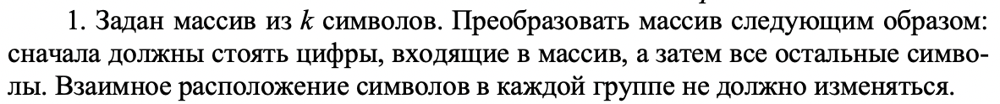 1. Задан массив из k символов. Преобразовать массив следующим образом:
сначала должны стоять цифры, входящие в массив, а затем все остальные симво-
лы. Взаимное расположение символов в каждой группе не должно изменяться.